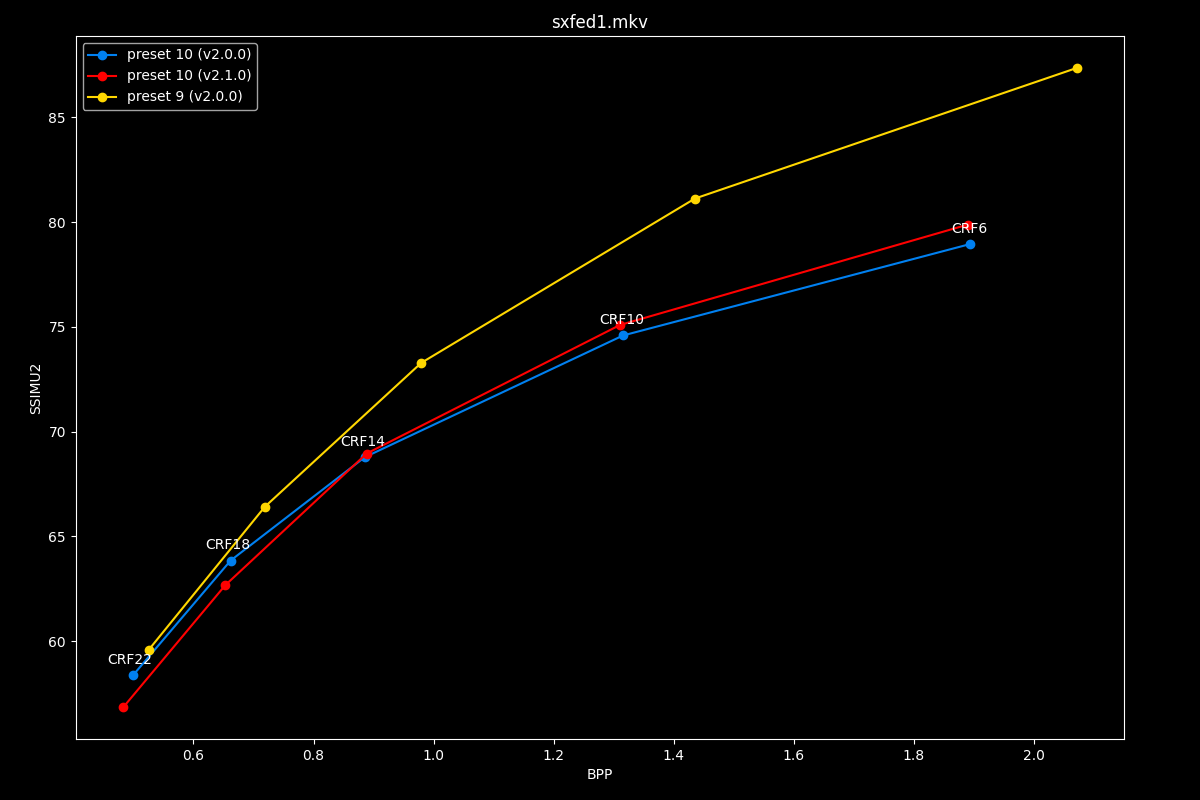 sxfed1.mkv
preset 10 (v2.0.0)
preset 10 (v2.1.0)
preset 9 (v2.0.0)
85
80
75
70
65
60
SSIMU2
CRF6
CRF10
CRF14
CRF18
CRF22
0.6 0.8 1.0 1.2 1.4 1.6 1.8 2.0
BPP